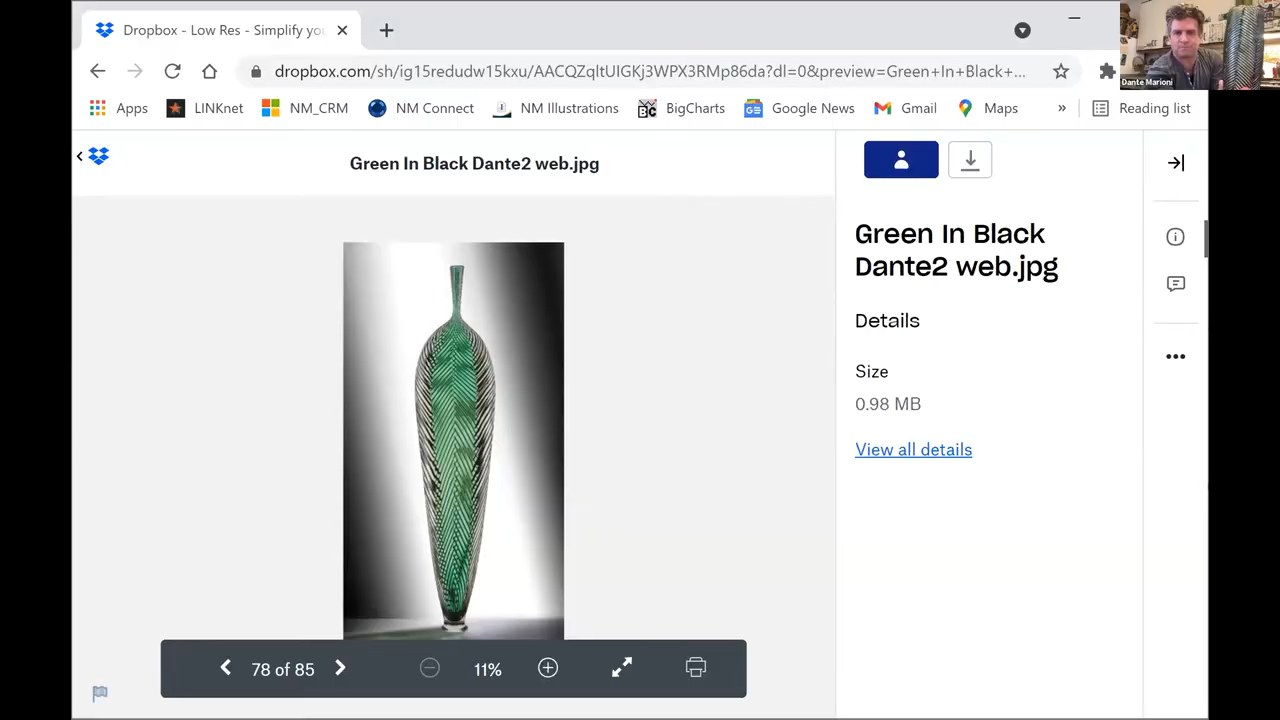 Dropbox - Low Res - Simplify yo
dropbox.com/sh/ig15redudw15kxu/AACQZqltUIGKj3WPX3RMp86da?dl=0&preview=Green+In+Black+...
Apps LINKnet NM_CRM NM Connect NM Illustrations BigCharts Google News Gmail Maps » Reading list
Dante Marioni
Green In Black Dante2 web.jpg
Green In Black
Dante2 web.jpg
Details
Size
0.98 MB
View all details
78 of 85 11%